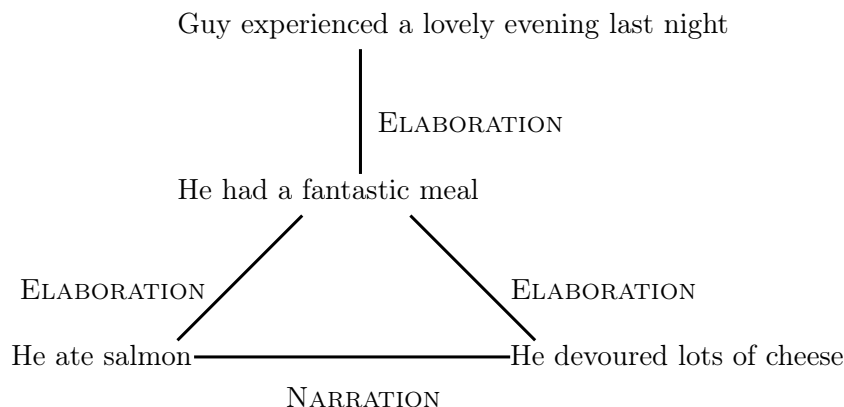 Guy experienced a lovely evening last night
ELABORATION
He had a fantastic meal
ELABORATION
ELABORATION
He ate salmon
He devoured lots of cheese
NARRATION